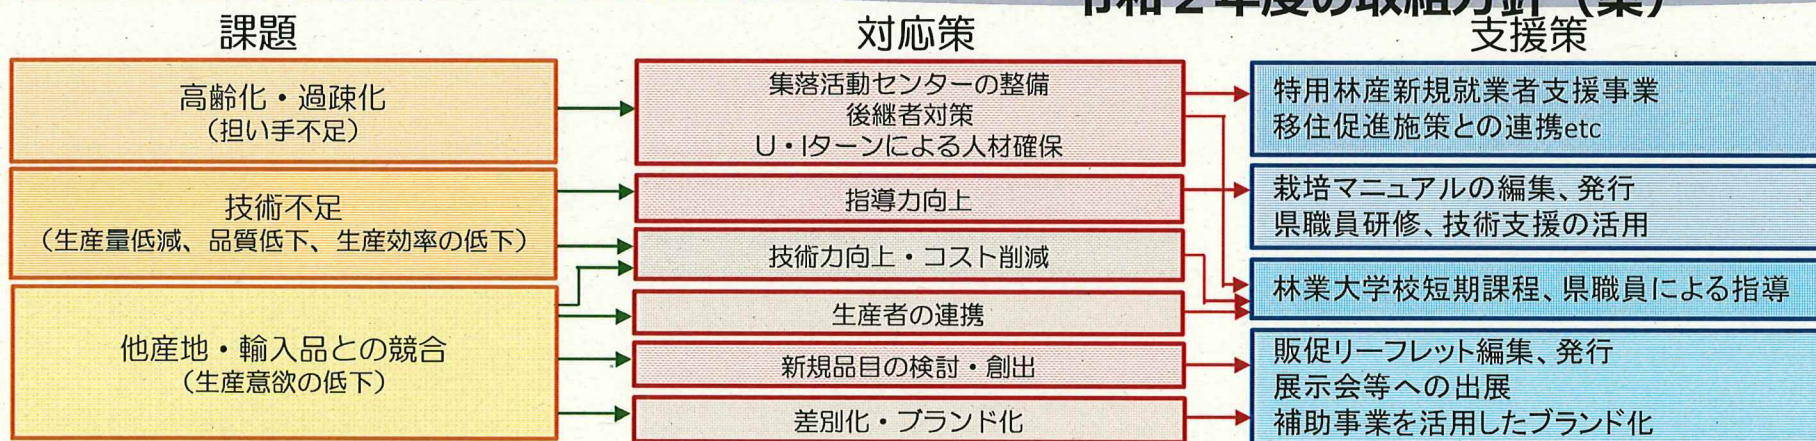 令和２年度の取組方針（案）
課題
対応策
支援策
高齢化・過疎化
（担い手不足）
技術不足
（生産量低減、品質低下、生産効率の低下）
他産地・輸入品との競合
（生産意欲の低下）
集落活動センターの整備
後継者対策
U・Iターンによる人材確保
指導力向上
技術力向上・コスト削減
生産者の連携
新規品目の検討・創出
差別化・ブランド化
特用林産新規就業者支援事業
移住促進施策との連携etc
栽培マニュアルの編集、発行
県職員研修、技術支援の活用
林業大学校短期課程、県職員による指導
販促リーフレット編集、発行
展示会等への出展
補助事業を活用したブランド化